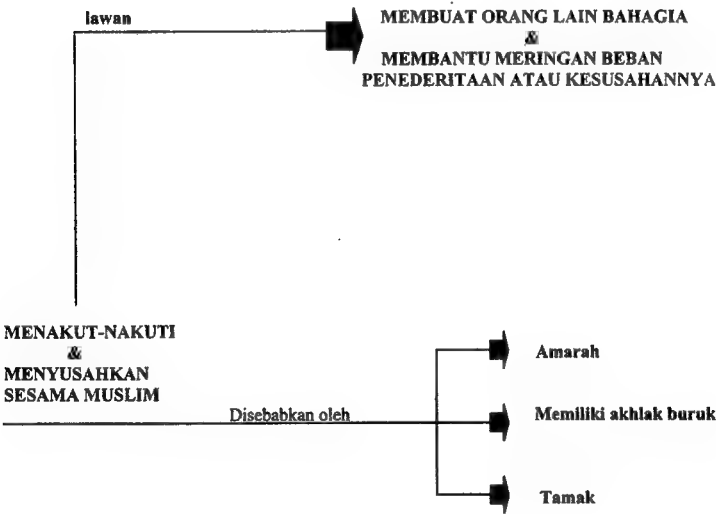 lawan
MEMBUAT ORANG LAIN BAHAGIA
&
MEMBANTU MERINGAN BEBAN
PENEDERITAAN ATAU KESUSAHANNYA
MENAKUT-NAKUTI
&
MENYUSAHKAN
SESAMA MUSLIM
Disebabkan oleh
Amarah
Memiliki akhlak buruk
Tamak